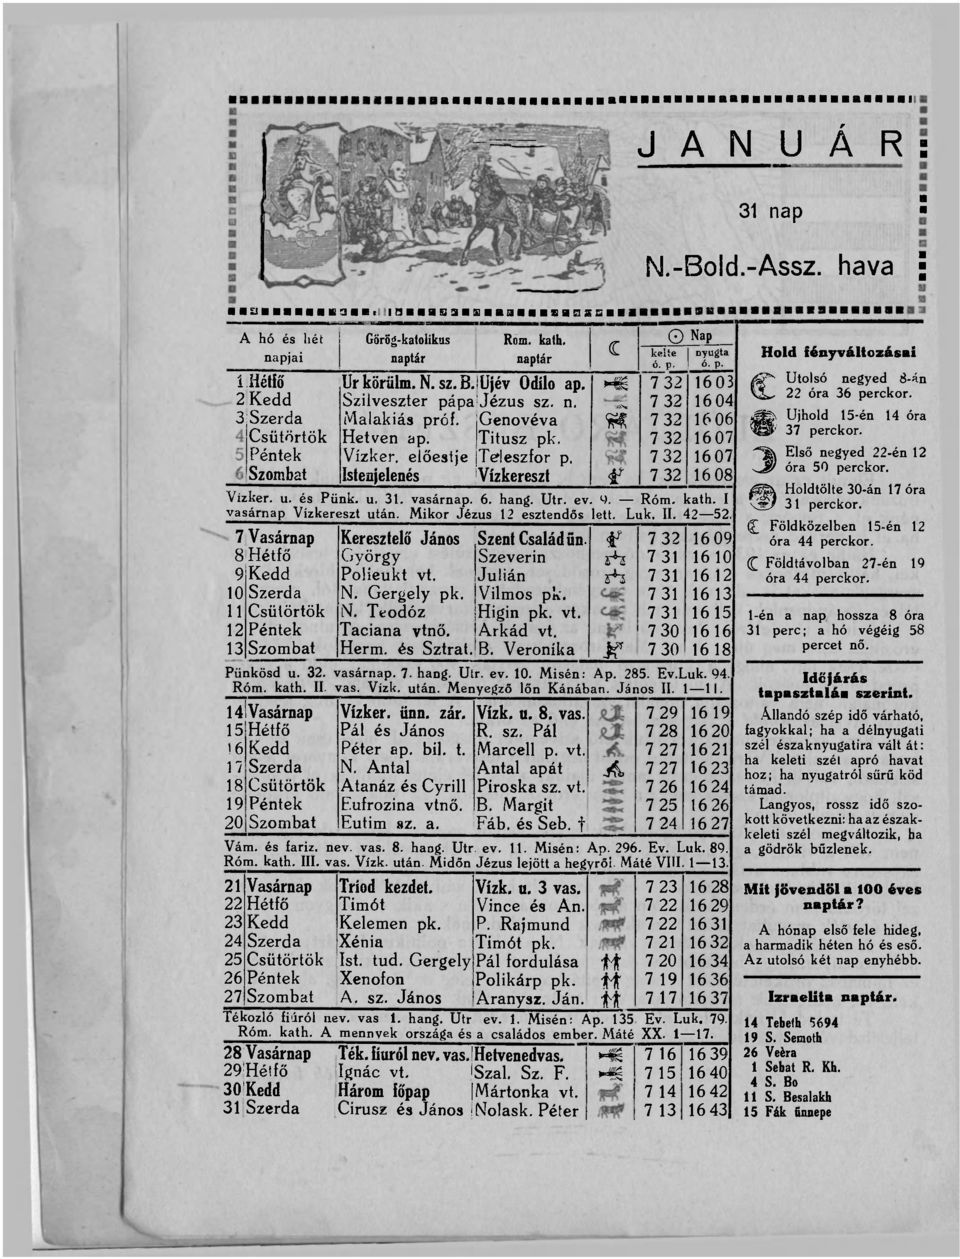 JANUÁR
31 nap
N.-Bold.-Assz. hava
A hó és hét napjai | Görög-katolikus naptár | Rom. kath. naptár | ☾ | ☉ Nap kelte ó. p. | nyugta ó. p.
1 Hétfő Ur körülm. N. sz. B. Ujév Odilo ap. 7 32 16 03
2 Kedd Szilveszter pápa Jézus sz. n. 7 32 16 04
3 Szerda Malakiás próf. Genovéva 7 32 16 06
4 Csütörtök Hetven ap. Titusz pk. 7 32 16 07
5 Péntek Vízker. előestje Teleszfor p. 7 32 16 07
6 Szombat Istenjelenés Vízkereszt 7 32 16 08
Vízker. u. és Pünk. u. 31. vasárnap. 6. hang. Utr. ev. 9. — Róm. kath. I
vasárnap Vízkereszt után. Mikor Jézus 12 esztendős lett. Luk. II. 42—52.
7 Vasárnap Keresztelő János Szent Család ün. 7 32 16 09
8 Hétfő György Szeverin 7 31 16 10
9 Kedd Polieukt vt. Julián 7 31 16 12
10 Szerda N. Gergely pk. Vilmos pk. 7 31 16 13
11 Csütörtök N. Teodóz Higin pk. vt. 7 31 16 15
12 Péntek Taciana vtnő. Arkád vt. 7 30 16 16
13 Szombat Herm. és Sztrat. B. Veronika 7 30 16 18
Pünkösd u. 32. vasárnap. 7. hang. Utr. ev. 10. Misén: Ap. 285. Ev. Luk. 94.
Róm. kath. II. vas. Vízk. után. Menyegző lőn Kánában. János II. 1—11.
14 Vasárnap Vízker. ünn. zár. Vízk. u. 8. vas. 7 29 16 19
15 Hétfő Pál és János R. sz. Pál 7 28 16 20
16 Kedd Péter ap. bil. t. Marcell p. vt. 7 27 16 21
17 Szerda N. Antal Antal apát 7 27 16 23
18 Csütörtök Atanáz és Cyrill Piroska sz. vt. 7 26 16 24
19 Péntek Eufrozina vtnő. B. Margit 7 25 16 26
20 Szombat Eutim sz. a. Fáb. és Seb. † 7 24 16 27
Vám. és fariz. nev. vas. 8. hang. Utr. ev. 11. Misén: Ap. 296. Ev. Luk. 89.
Róm. kath. III. vas. Vízk. után. Midőn Jézus lejött a hegyről. Máté VIII. 1—13.
21 Vasárnap Triod kezdet. Vízk. u. 3 vas. 7 23 16 28
22 Hétfő Timót Vince és An. 7 22 16 29
23 Kedd Kelemen pk. P. Rajmund 7 22 16 31
24 Szerda Xénia Timót pk. 7 21 16 32
25 Csütörtök Ist. tud. Gergely Pál fordulása 7 20 16 34
26 Péntek Xenofon Polikárp pk. 7 19 16 36
27 Szombat A. sz. János Aranysz. Ján. 7 17 16 37
Tékozló fiúról nev. vas 1. hang. Utr ev. 1. Misén: Ap. 135. Ev. Luk. 79.
Róm. kath. A mennyek országa és a családos ember. Máté XX. 1—17.
28 Vasárnap Ték. fiuról nev. vas. Hetvenedvas. 7 16 16 39
29 Hétfő Ignác vt. Szal. Sz. F. 7 15 16 40
30 Kedd Három főpap Mártonka vt. 7 14 16 42
31 Szerda Cirusz és János Nolask. Péter 7 13 16 43
Hold fényváltozásai
Utolsó negyed 8-án
22 óra 36 perckor.
Ujhold 15-én 14 óra
37 perckor.
Első negyed 22-én 12
óra 50 perckor.
Holdtölte 30-án 17 óra
31 perckor.
Földközelben 15-én 12
óra 44 perckor.
Földtávolban 27-én 19
óra 44 perckor.
1-én a nap hossza 8 óra
31 perc; a hó végéig 58
percet nő.
Időjárás
tapasztalás szerint.
Állandó szép idő várható,
fagyokkal; ha a délnyugati
szél északnyugatira vált át:
ha keleti szél apró havat
hoz; ha nyugatról sűrű köd
támad.
Langyos, rossz idő szo-
kott következni: ha az észak-
keleti szél megváltozik, ha
a gödrök bűzlenek.
Mit jövendöl a 100 éves
naptár?
A hónap első fele hideg,
a harmadik héten hó és eső.
Az utolsó két nap enyhébb.
Izraelita naptár.
14 Tebeth 5694
19 S. Semoth
26 Veèra
1 Sebat R. Kh.
4 S. Bo
11 S. Besalakh
15 Fák ünnepe